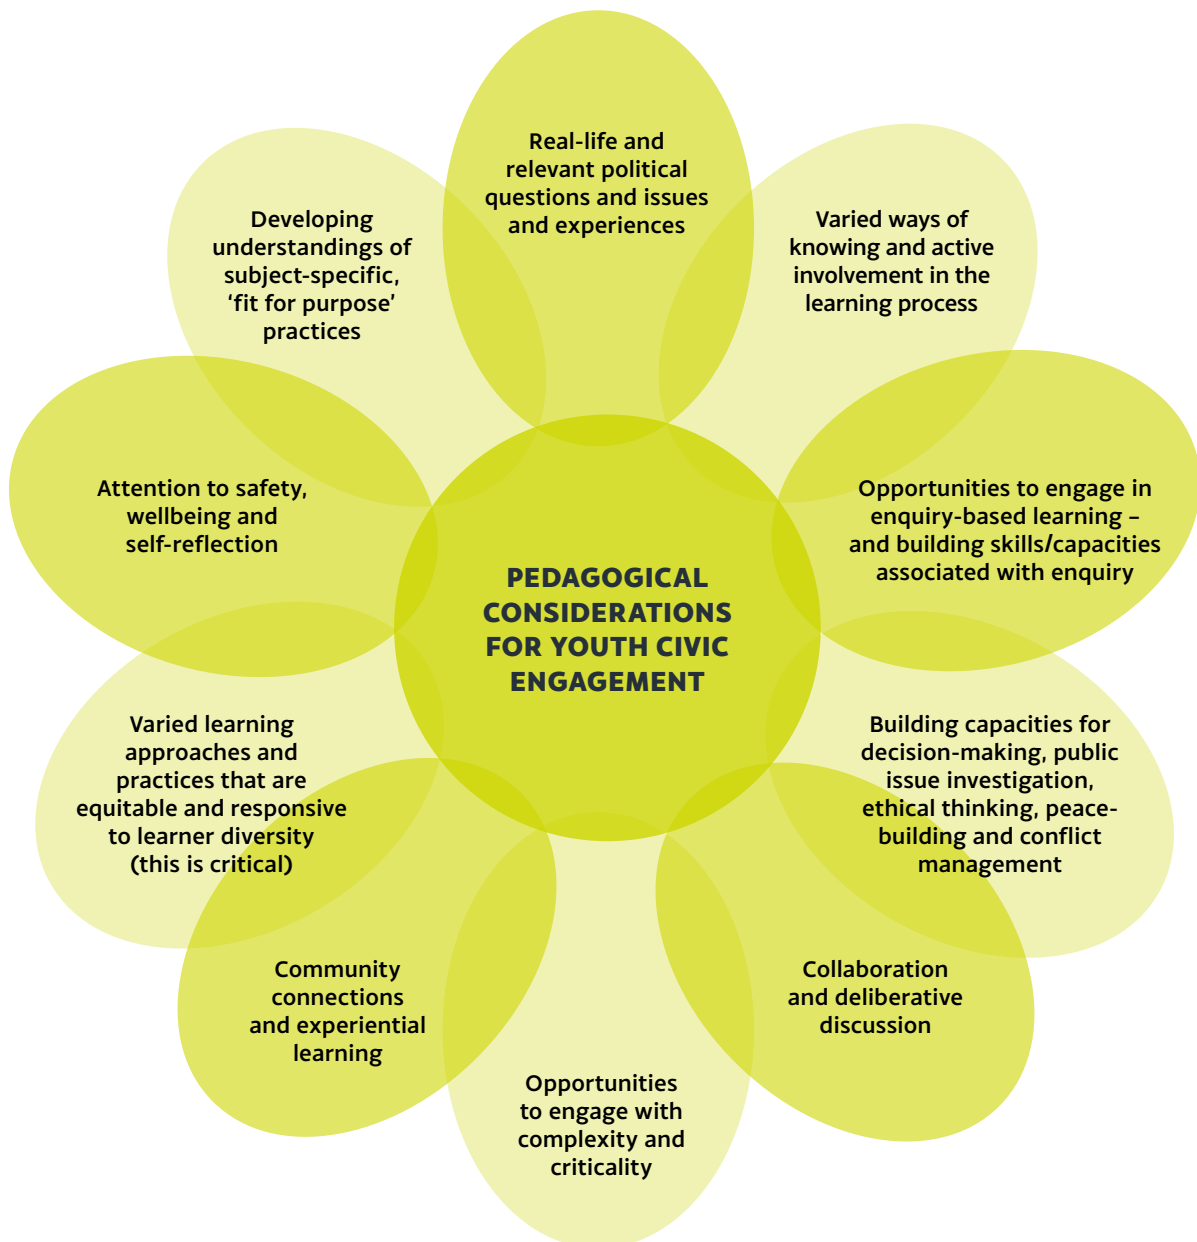 Real-life and
relevant political
questions and issues
and experiences
Varied ways of
knowing and active
involvement in the
learning process
Opportunities to engage in
enquiry-based learning –
and building skills/capacities
associated with enquiry
Building capacities for
decision-making, public
issue investigation,
ethical thinking, peace-
building and conflict
management
Collaboration
and deliberative
discussion
Opportunities
to engage with
complexity and
criticality
Community
connections
and experiential
learning
Varied learning
approaches and
practices that are
equitable and responsive
to learner diversity
(this is critical)
Attention to safety,
wellbeing and
self-reflection
Developing
understandings of
subject-specific,
‘fit for purpose’
practices
PEDAGOGICAL
CONSIDERATIONS
FOR YOUTH CIVIC
ENGAGEMENT